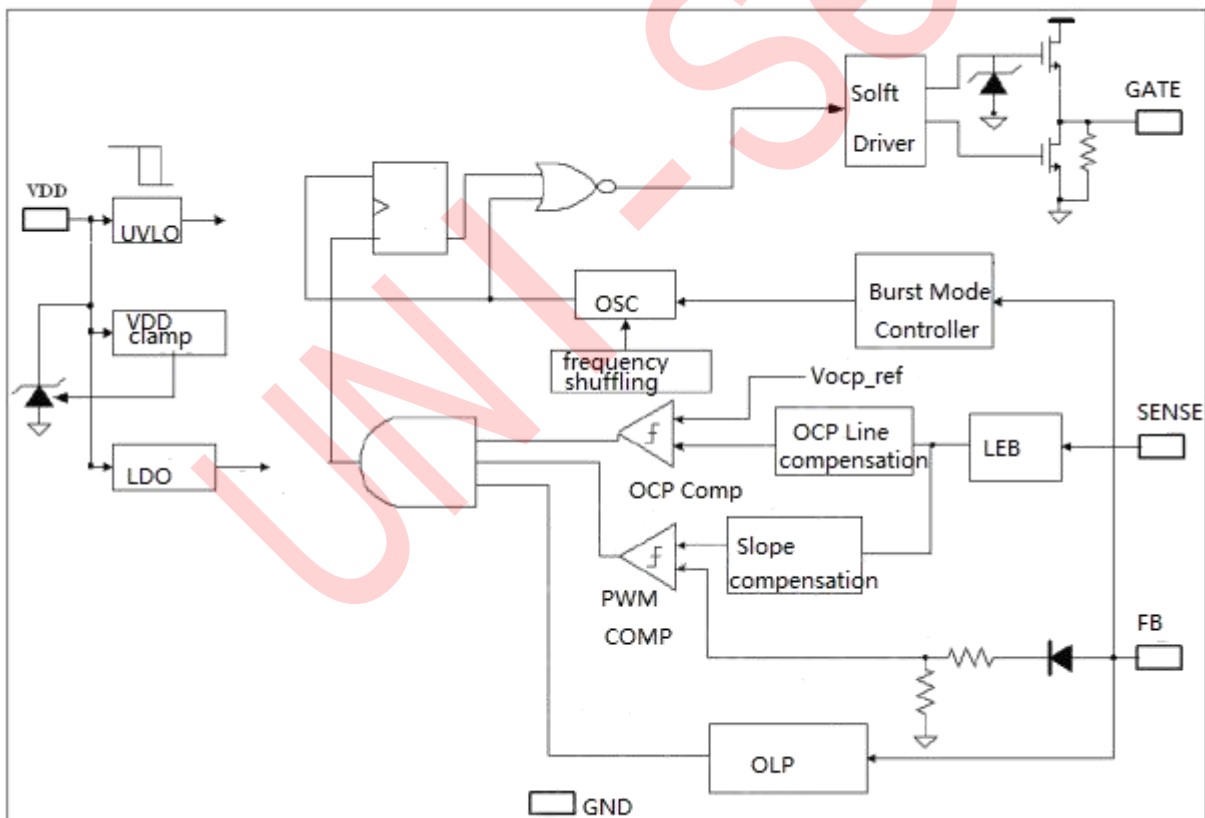 Solft
Driver
GATE
VDD
UVLO
OSC
Burst Mode
Controller
VDD
clamp
frequency
shuffling
Vocp_ref
SENSE
OCP Line
compensation
LEB
LDO
OCP Comp
Slope
compensation
PWM
COMP
FB
OLP
GND
UNI-Se